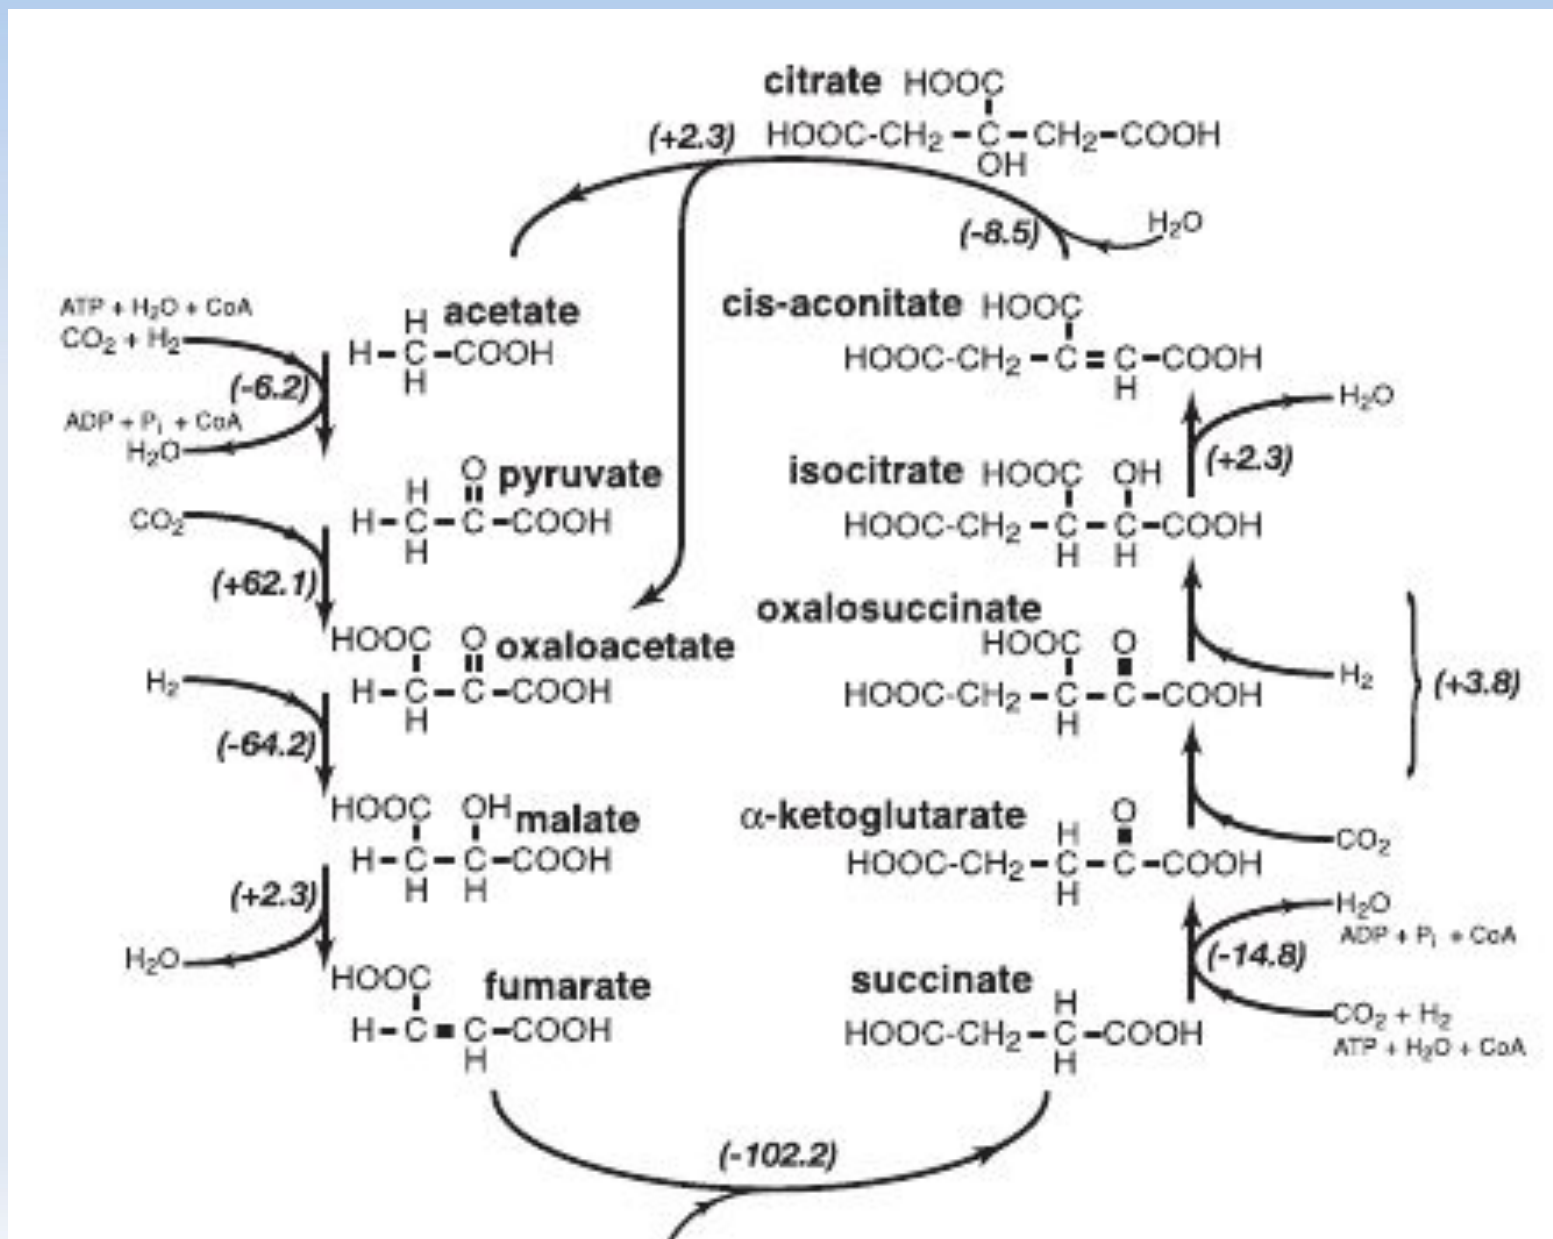 citrate HOOC
(+2.3) HOOC-CH₂-C-CH₂-COOH
OH
(-8.5) H₂O
ATP + H₂O + CoA
CO₂ + H₂
(-6.2)
ADP + Pᵢ + CoA
H₂O
H acetate
H-C-COOH
H
cis-aconitate HOOC
HOOC-CH₂-C=C-COOH
H
H₂O
(+2.3)
CO₂
(+62.1)
H O pyruvate
H-C-C-COOH
H
isocitrate HOOC OH
HOOC-CH₂-C-C-COOH
H H
H₂
(-64.2)
HOOC O oxaloacetate
H-C-C-COOH
H
oxalosuccinate
HOOC O
HOOC-CH₂-C-C-COOH
H
H₂
(+3.8)
(+2.3)
H₂O
HOOC OH malate
H-C-C-COOH
H H
α-ketoglutarate H O
HOOC-CH₂-C-C-COOH
H
CO₂
H₂O
ADP + Pᵢ + CoA
(-14.8)
CO₂ + H₂
ATP + H₂O + CoA
HOOC fumarate
H-C=C-COOH
H
succinate H
HOOC-CH₂-C-COOH
H
(-102.2)